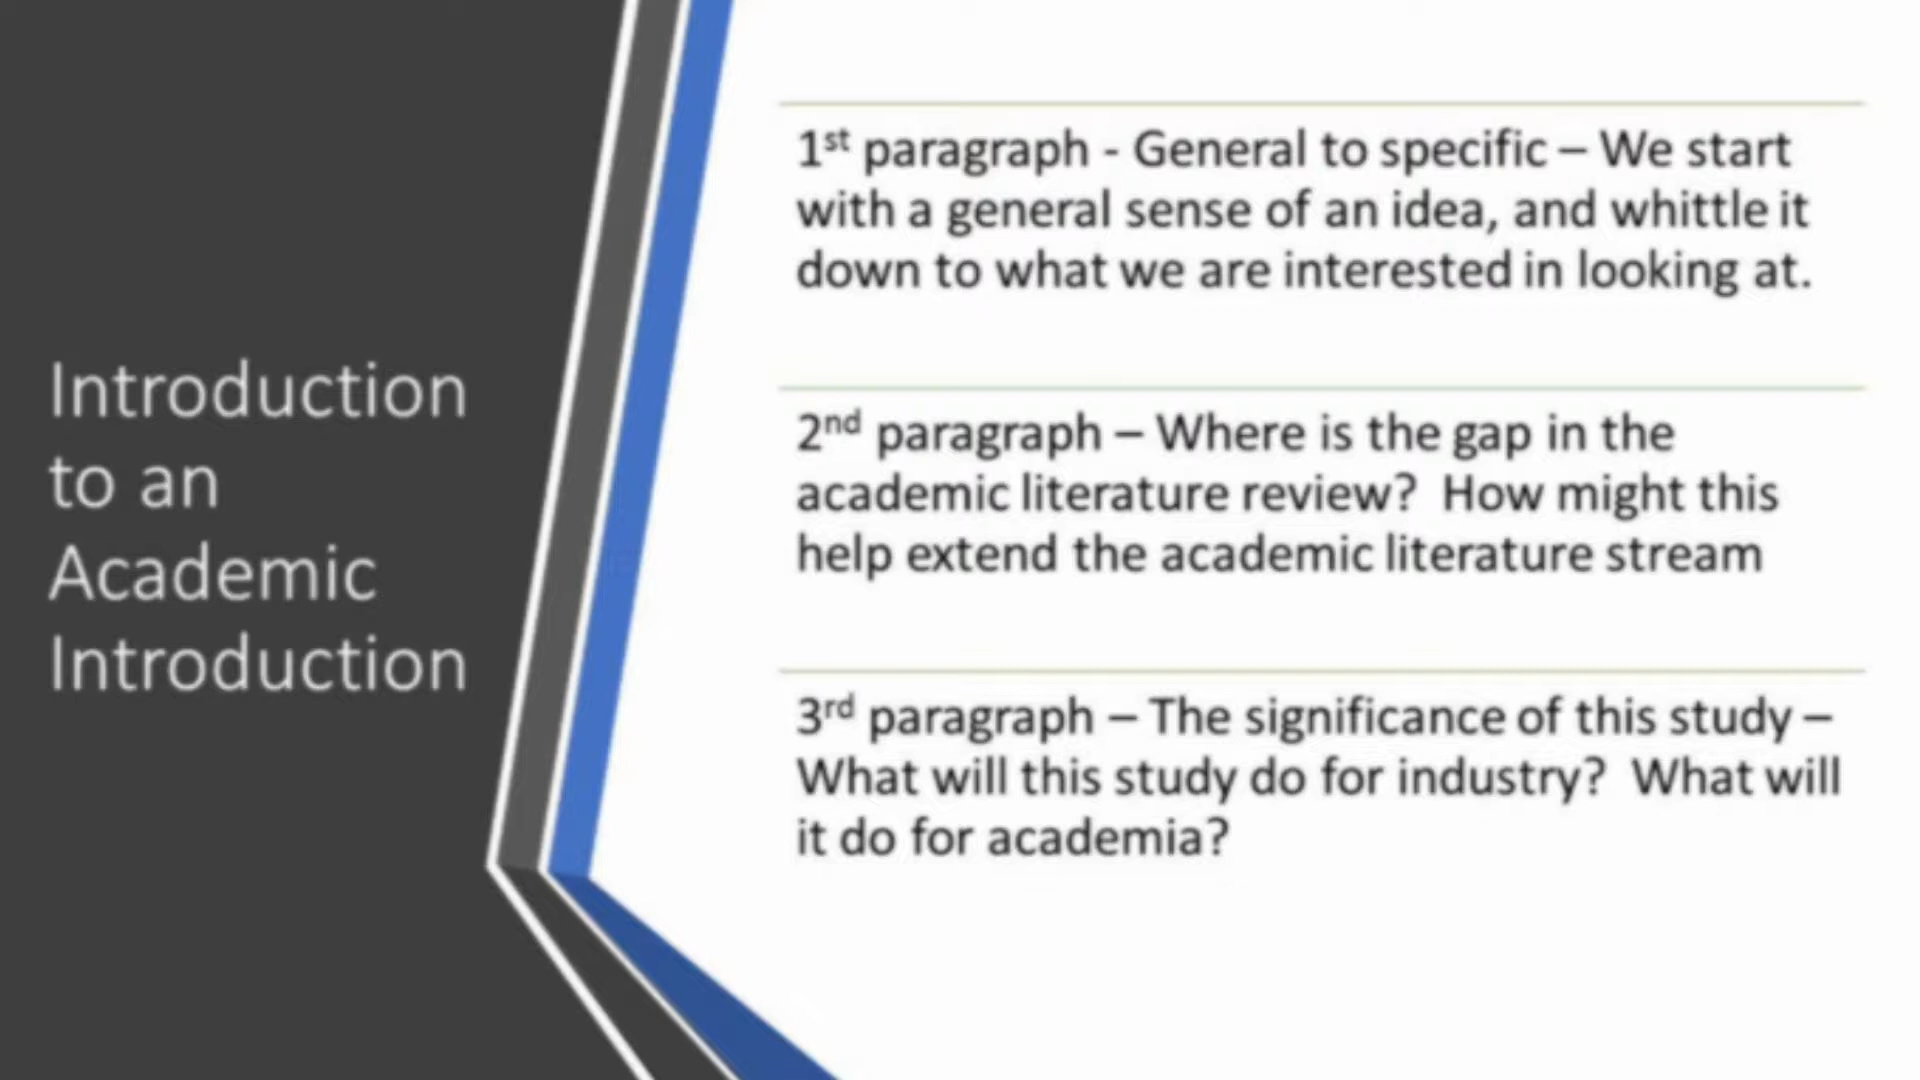 Introduction
to an
Academic
Introduction
1st paragraph - General to specific – We start
with a general sense of an idea, and whittle it
down to what we are interested in looking at.
2nd paragraph – Where is the gap in the
academic literature review?  How might this
help extend the academic literature stream
3rd paragraph – The significance of this study –
What will this study do for industry?  What will
it do for academia?